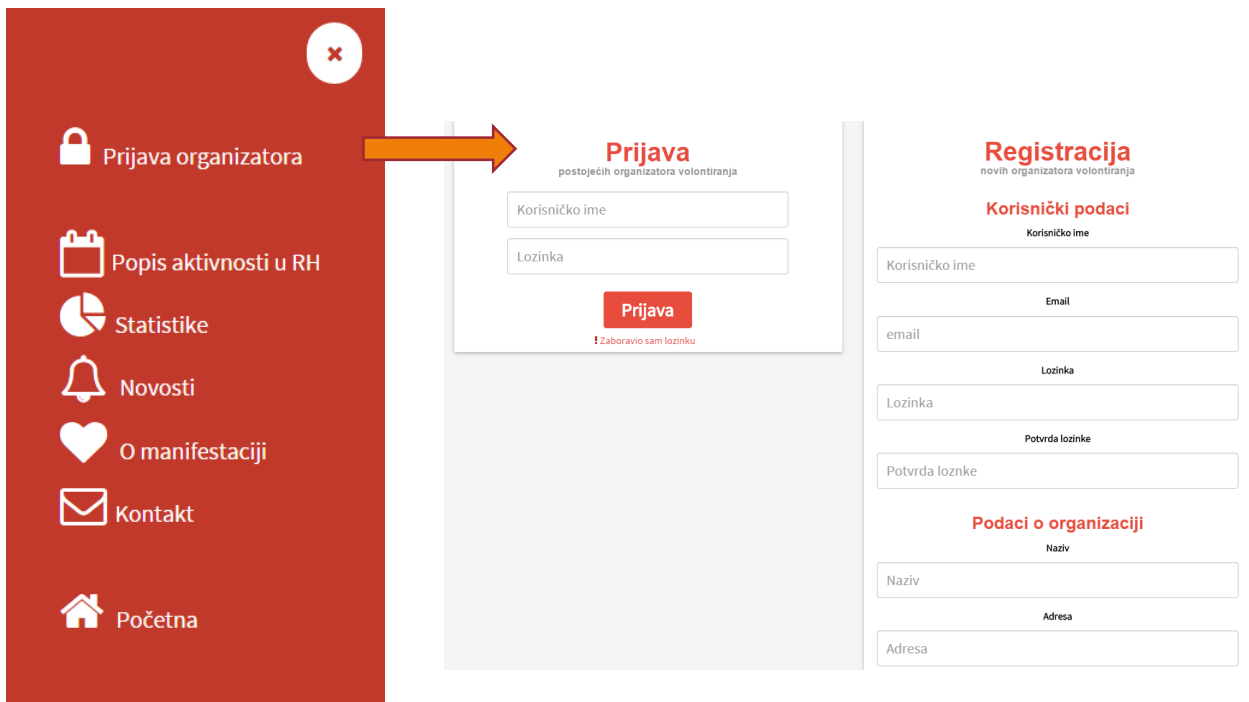 Prijava organizatora
Popis aktivnosti u RH
Statistike
Novosti
O manifestaciji
Kontakt
Početna
Prijava
postojećih organizatora volontiranja
Korisničko ime
Lozinka
Prijava
! Zaboravio sam lozinku
Registracija
novih organizatora volontiranja
Korisnički podaci
Korisničko ime
Korisničko ime
Email
email
Lozinka
Lozinka
Potvrda lozinke
Potvrda loznke
Podaci o organizaciji
Naziv
Naziv
Adresa
Adresa